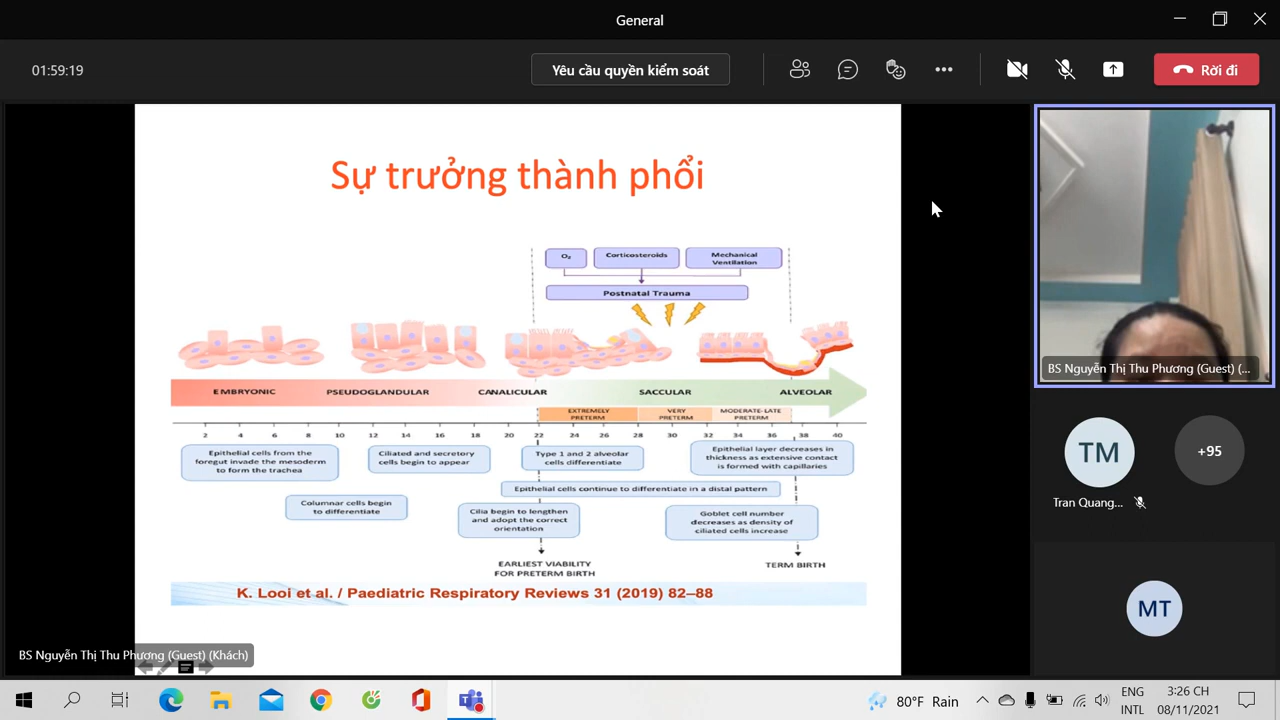 General
01:59:19
Yêu cầu quyền kiểm soát
Rời đi
Sự trưởng thành phổi
O₂
Corticosteroids
Mechanical
Ventilation
Postnatal Trauma
EMBRYONIC
PSEUDOGLANDULAR
CANALICULAR
SACCULAR
ALVEOLAR
EXTREMELY
PRETERM
VERY
PRETERM
MODERATE-LATE
PRETERM
2 4 6 8 10 12 14 16 18 20 22 24 26 28 30 32 34 36 38 40
Epithelial cells from the
foregut invade the mesoderm
to form the trachea
Ciliated and secretory
cells begin to appear
Type 1 and 2 alveolar
cells differentiate
Epithelial layer decreases in
thickness as extensive contact
is formed with capillaries
Epithelial cells continue to differentiate in a distal pattern
Columnar cells begin
to differentiate
Cilia begin to lengthen
and adopt the correct
orientation
Goblet cell number
decreases as density of
ciliated cells increase
EARLIEST VIABILITY
FOR PRETERM BIRTH
TERM BIRTH
K. Looi et al. / Paediatric Respiratory Reviews 31 (2019) 82–88
BS Nguyễn Thị Thu Phương (Guest) (Khách)
BS Nguyễn Thị Thu Phương (Guest) (...
TM
+95
Tran Quang...
MT
80°F Rain
ENG
INTL
3:26 CH
08/11/2021